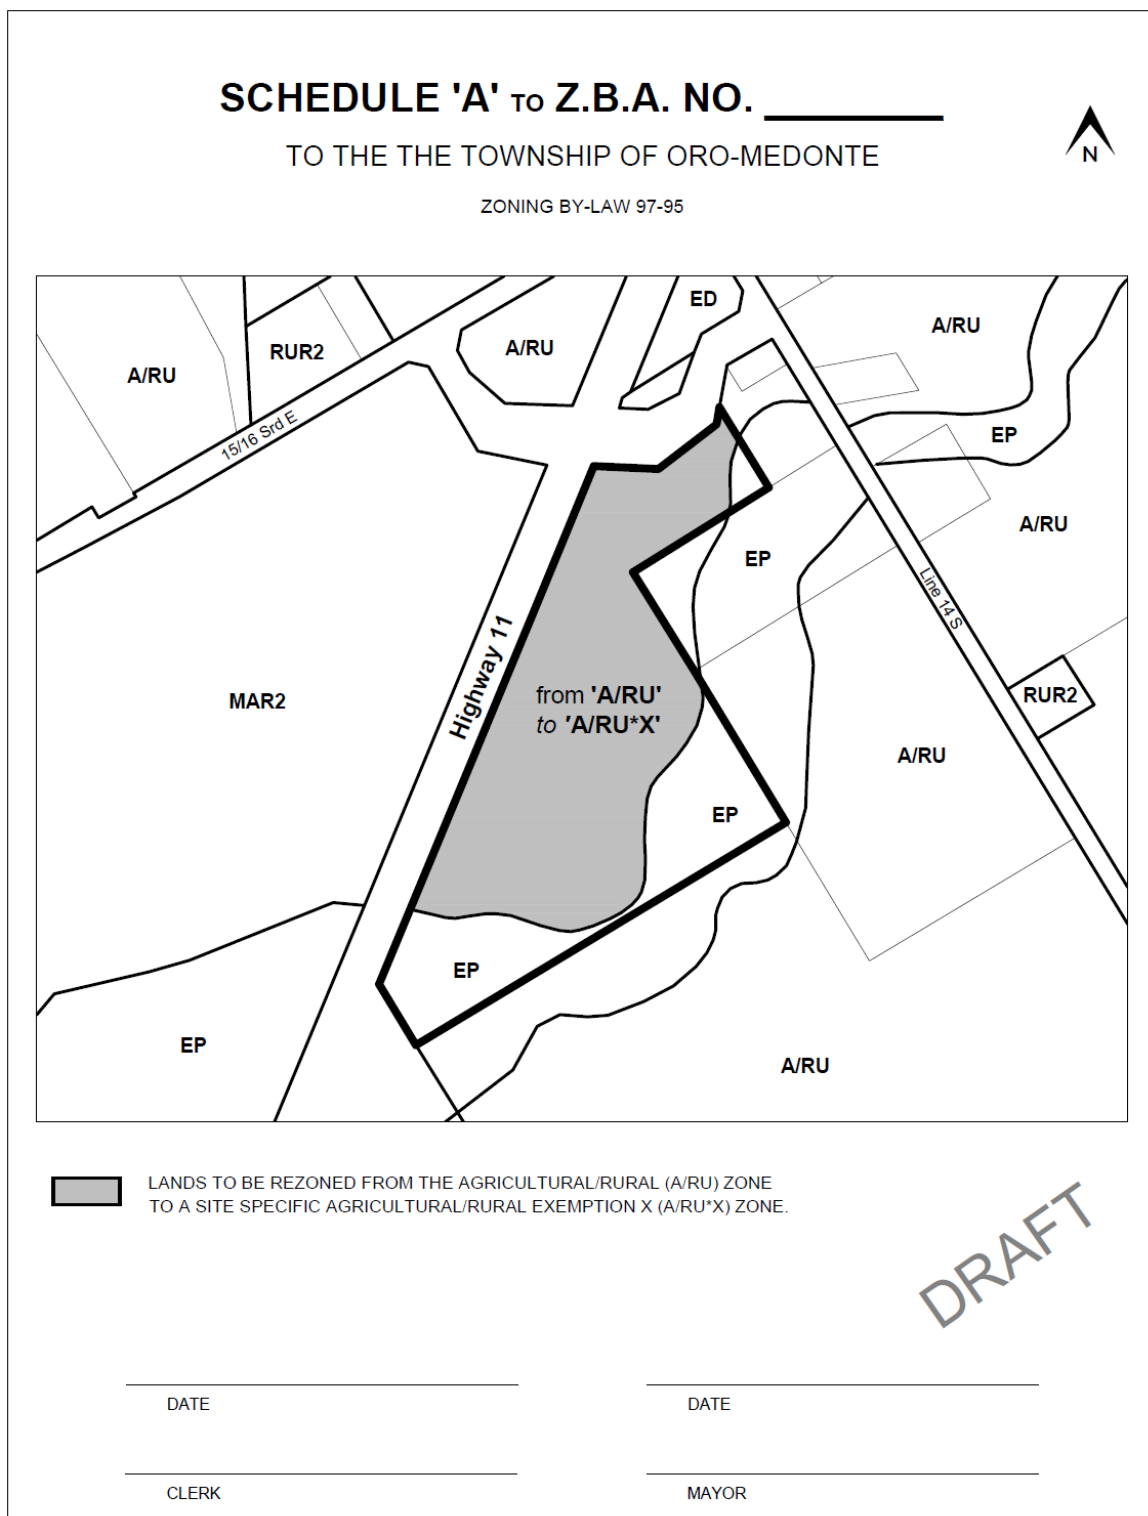 SCHEDULE 'A' TO Z.B.A. NO. ________
N
TO THE THE TOWNSHIP OF ORO-MEDONTE
ZONING BY-LAW 97-95
ED
A/RU
A/RU
RUR2
A/RU
15/16 Srd E
EP
A/RU
EP
Line 14 S
Highway 11
from 'A/RU'
to 'A/RU*X'
MAR2
RUR2
A/RU
EP
EP
EP
A/RU
LANDS TO BE REZONED FROM THE AGRICULTURAL/RURAL (A/RU) ZONE
TO A SITE SPECIFIC AGRICULTURAL/RURAL EXEMPTION X (A/RU*X) ZONE.
DRAFT
DATE
DATE
CLERK
MAYOR